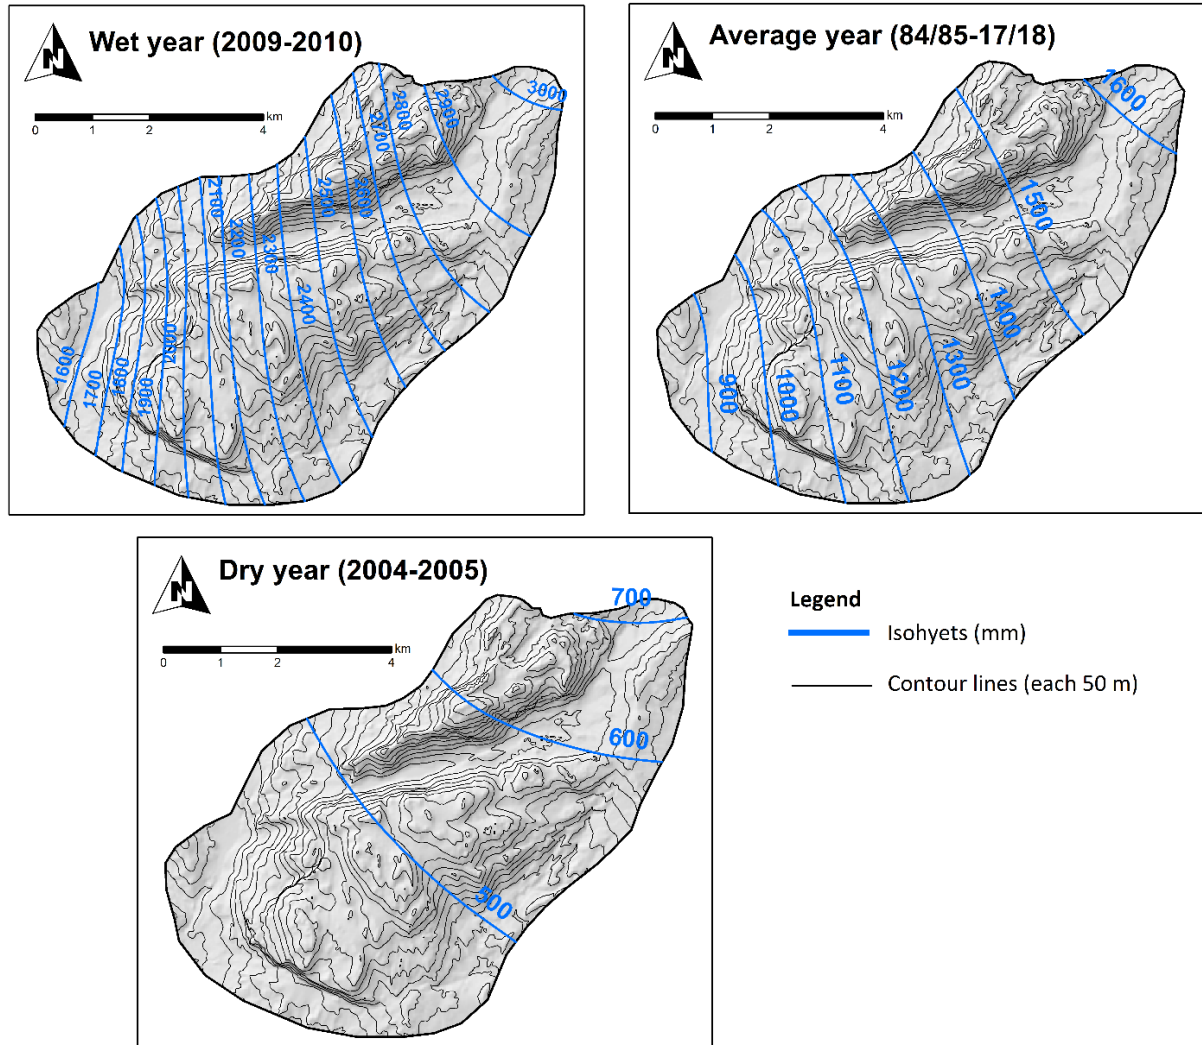 Wet year (2009-2010)
N
0 1 2 4 km
3000
2900
2800
2700
2600
2500
2100
2200
2300
2400
2000
1900
1800
1700
1600
Average year (84/85-17/18)
N
0 1 2 4 km
1600
1500
1400
1300
1200
1100
1000
900
Dry year (2004-2005)
N
0 1 2 4 km
700
600
500
Legend
Isohyets (mm)
Contour lines (each 50 m)